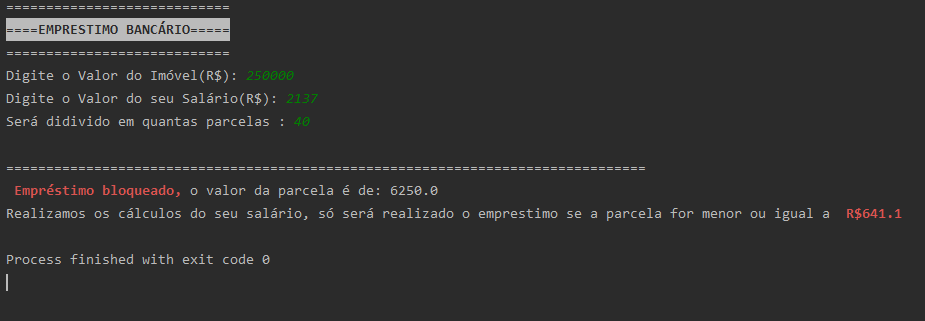 ============================
====EMPRESTIMO BANCÁRIO=====
============================
Digite o Valor do Imóvel(R$): 250000
Digite o Valor do seu Salário(R$): 2137
Será didivido em quantas parcelas : 40
================================================================================
Empréstimo bloqueado, o valor da parcela é de: 6250.0
Realizamos os cálculos do seu salário, só será realizado o emprestimo se a parcela for menor ou igual a  R$641.1
Process finished with exit code 0